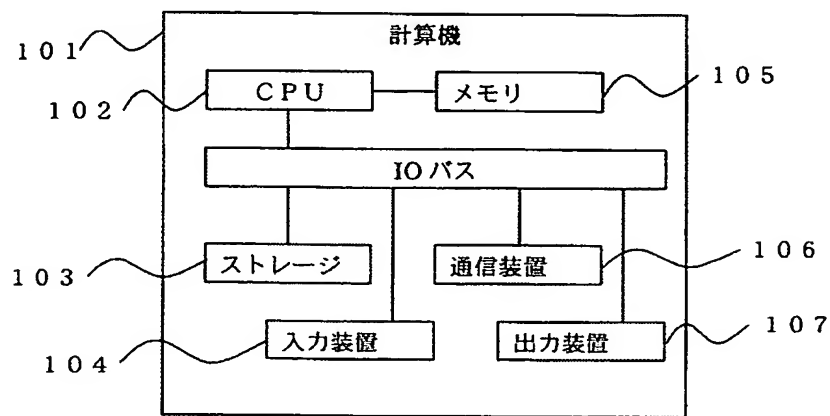 計算機
101
102
CPU
メモリ
105
IOバス
103
ストレージ
通信装置
106
104
入力装置
出力装置
107